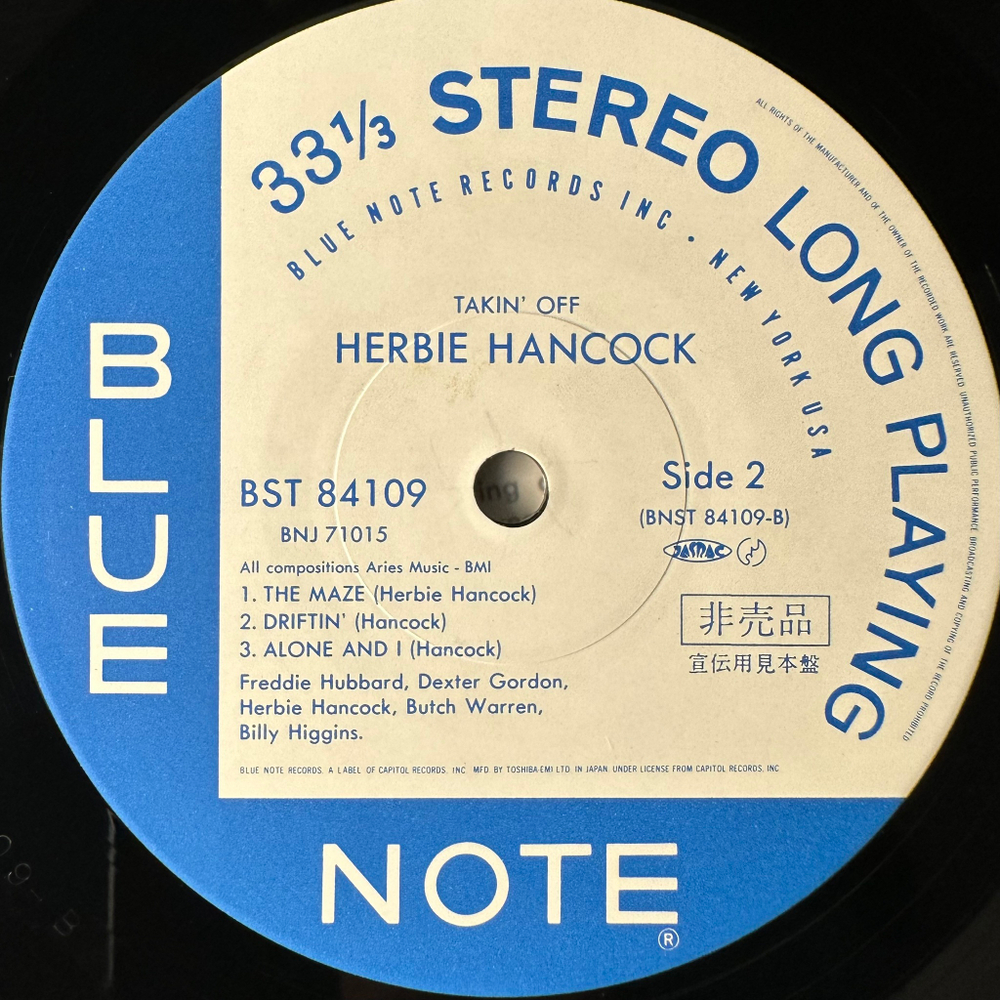 33⅓ STEREO LONG PLAYING
BLUE NOTE RECORDS INC • NEW YORK USA
ALL RIGHTS OF THE MANUFACTURER AND OF THE OWNER OF THE RECORDED WORK ARE RESERVED. UNAUTHORIZED PUBLIC PERFORMANCE BROADCASTING AND COPYING OF THE RECORD PROHIBITED
TAKIN' OFF
HERBIE HANCOCK
BLUE
BST 84109
BNJ 71015
Side 2
(BNST 84109-B)
JASRAC
All compositions Aries Music - BMI
1. THE MAZE (Herbie Hancock)
2. DRIFTIN' (Hancock)
3. ALONE AND I (Hancock)
Freddie Hubbard, Dexter Gordon,
Herbie Hancock, Butch Warren,
Billy Higgins.
非売品
宣伝用見本盤
BLUE NOTE RECORDS. A LABEL OF CAPITOL RECORDS, INC. MFD. BY TOSHIBA-EMI LTD. IN JAPAN. UNDER LICENSE FROM CAPITOL RECORDS, INC.
NOTE
®